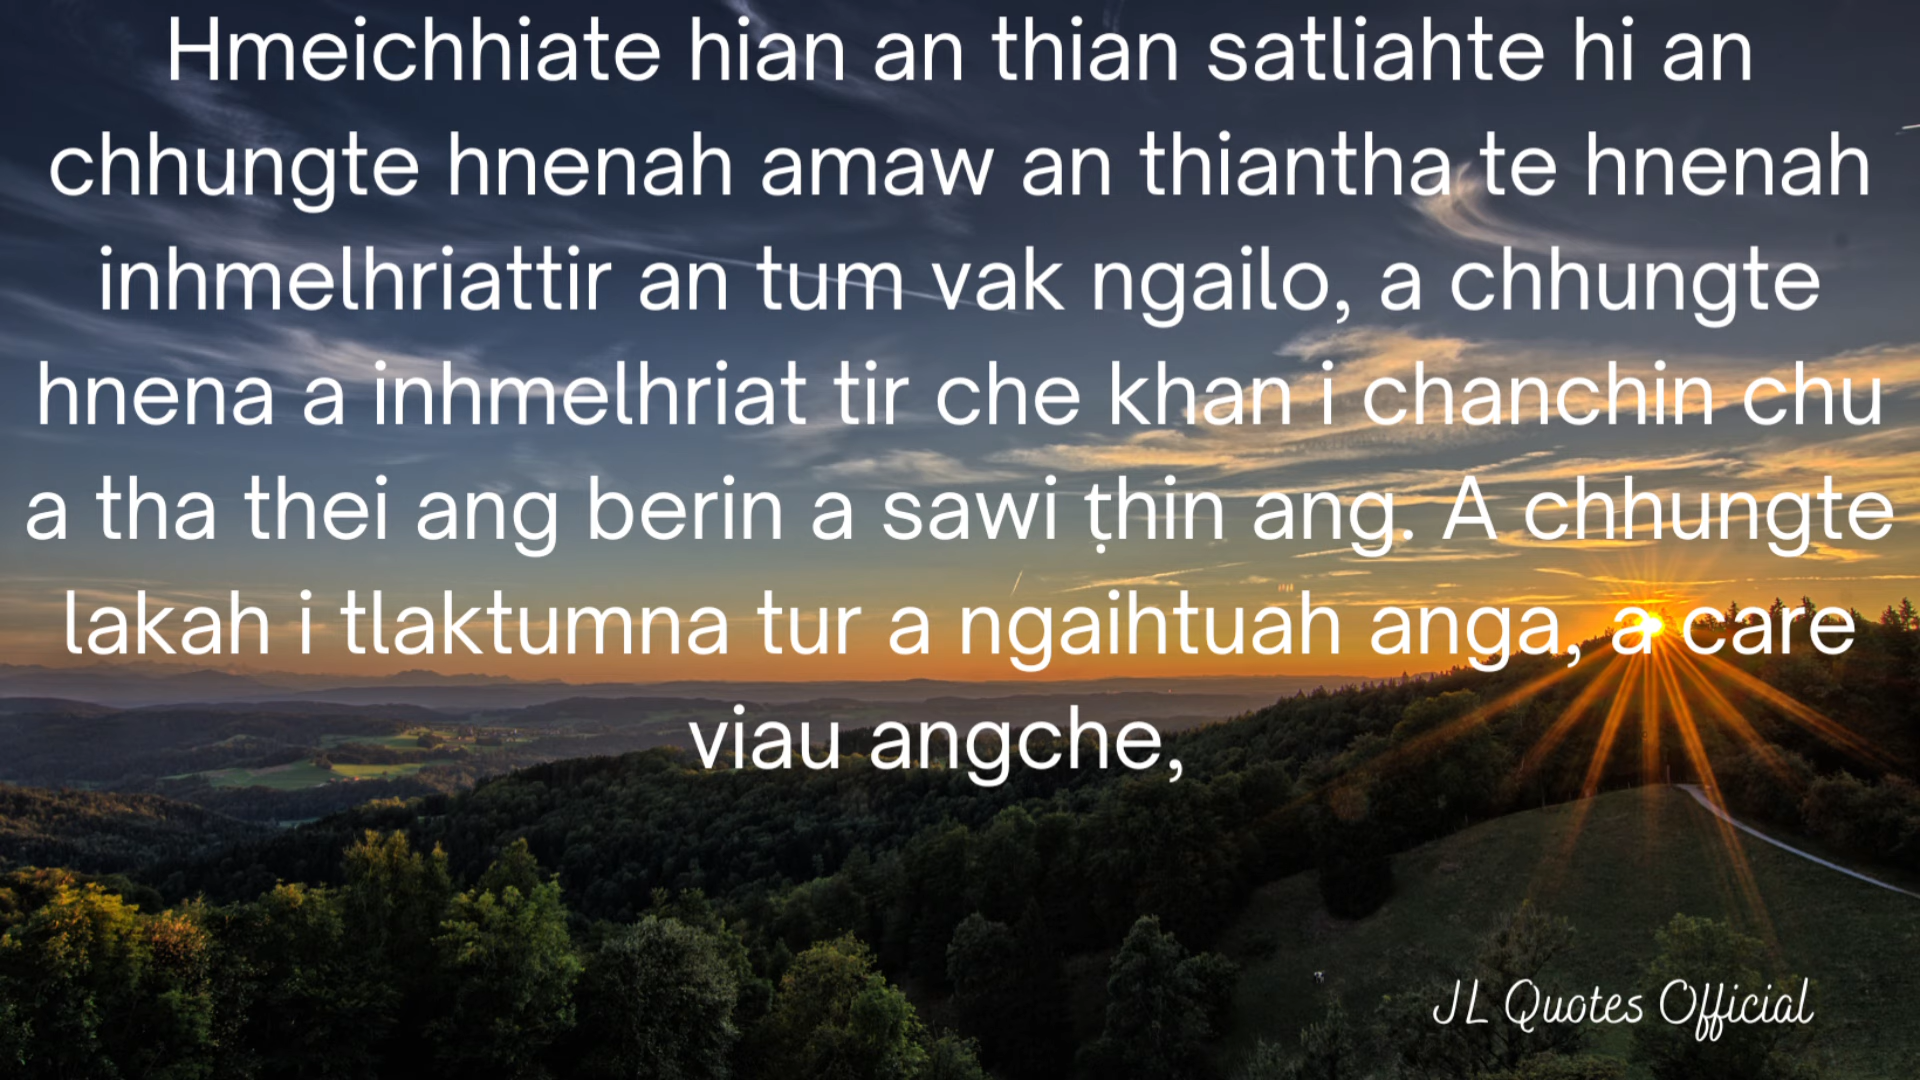 Hmeichhiate hian an thian satliahte hi an
chhungte hnenah amaw an thiantha te hnenah
inhmelhriattir an tum vak ngailo, a chhungte
hnena a inhmelhriat tir che khan i chanchin chu
a tha thei ang berin a sawi ṭhin ang. A chhungte
lakah i tlaktumna tur a ngaihtuah anga, a care
viau angche,
JL Quotes Official